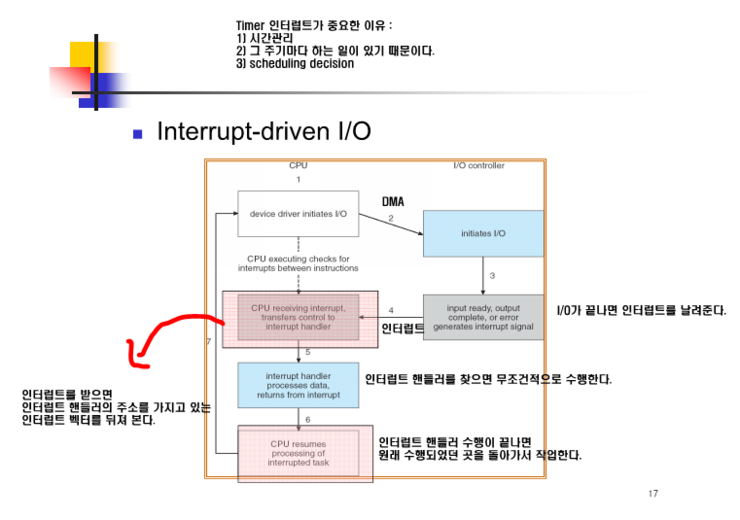 Timer 인터럽트가 중요한 이유 :
1) 시간관리
2) 그 주기마다 하는 일이 있기 때문이다.
3) scheduling decision
Interrupt-driven I/O
CPU
I/O controller
1
device driver initiates I/O
DMA
2
initiates I/O
CPU executing checks for
interrupts between instructions
3
CPU receiving interrupt,
transfers control to
interrupt handler
4
인터럽트
input ready, output
complete, or error
generates interrupt signal
I/O가 끝나면 인터럽트를 날려준다.
7
5
인터럽트를 받으면
인터럽트 핸들러의 주소를 가지고 있는
인터럽트 벡터를 뒤져 본다.
interrupt handler
processes data,
returns from interrupt
인터럽트 핸들러를 찾으면 무조건적으로 수행한다.
6
CPU resumes
processing of
interrupted task
인터럽트 핸들러 수행이 끝나면
원래 수행되었던 곳을 돌아가서 작업한다.
17